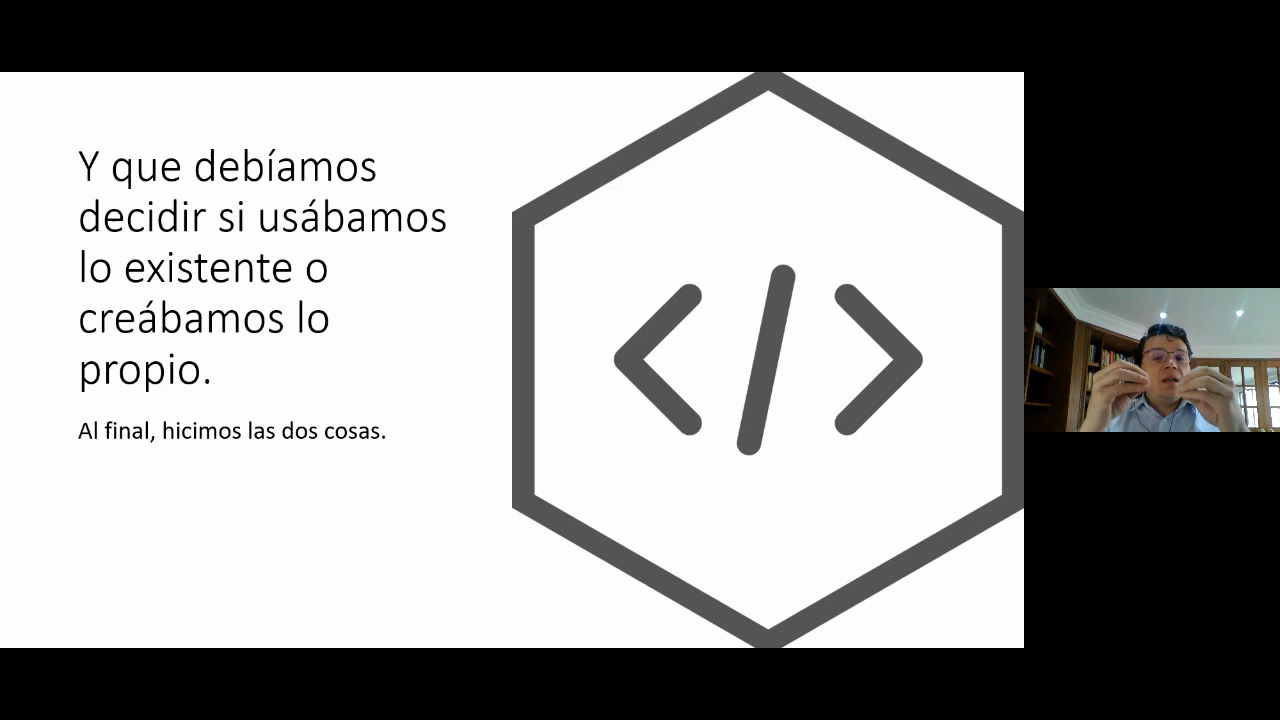 Y que debíamos
decidir si usábamos
lo existente o
creábamos lo
propio.
Al final, hicimos las dos cosas.